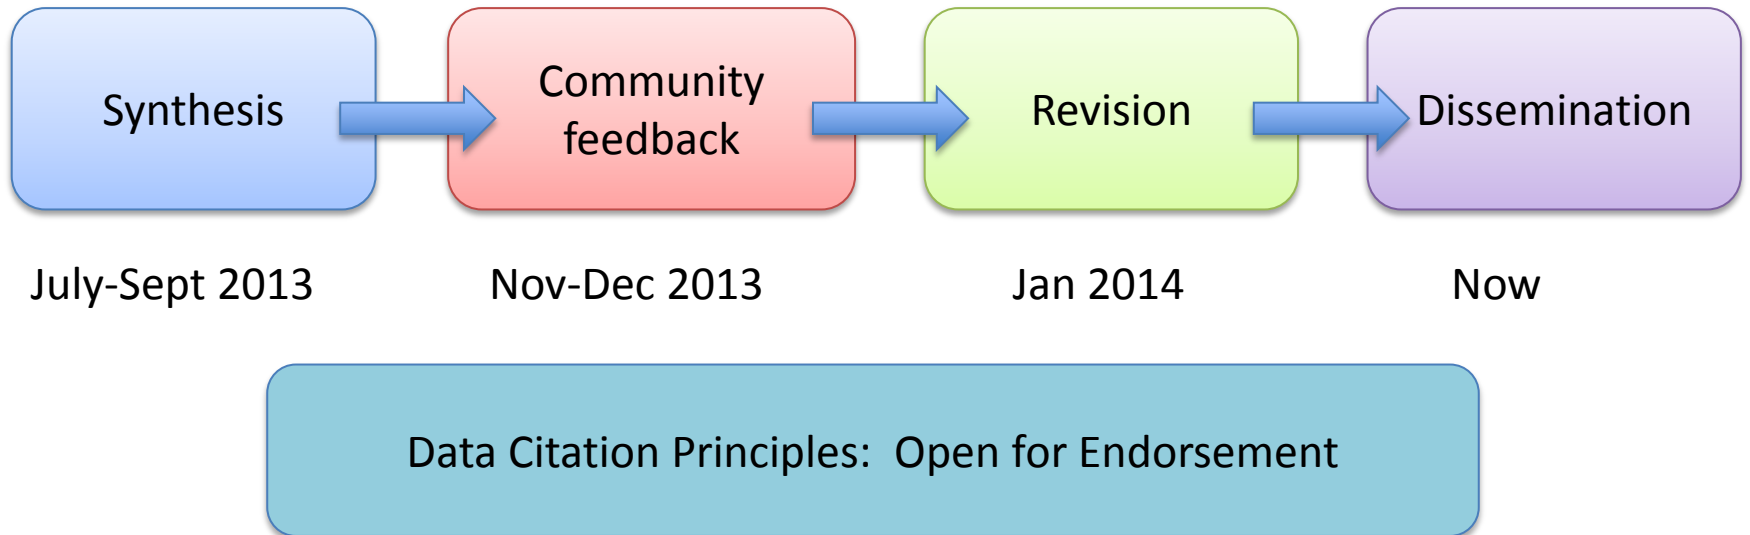 Synthesis
Community
feedback
Revision
Dissemination
July-Sept 2013
Nov-Dec 2013
Jan 2014
Now
Data Citation Principles:  Open for Endorsement